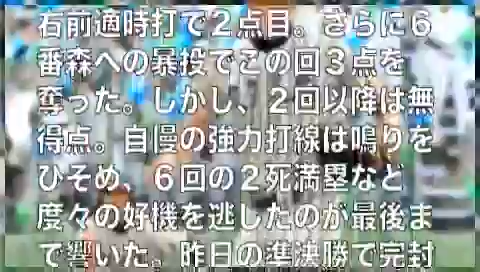 右前適時打で２点目。さらに６
番森への暴投でこの回３点を
奪った。しかし、２回以降は無
得点。自慢の強力打線は鳴りを
ひそめ、６回の２死満塁など
度々の好機を逃したのが最後ま
で響いた。昨日の準決勝で完封